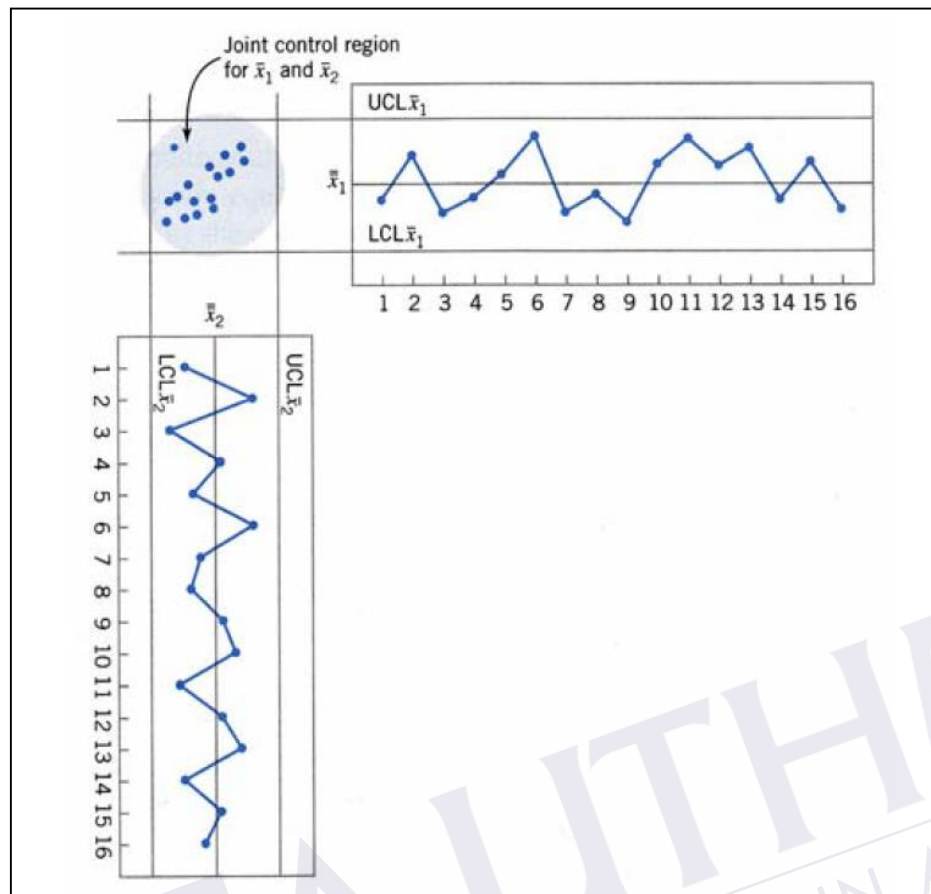 Joint control region
for x̄₁ and x̄₂
UCL x̄₁
x̿₁
LCL x̄₁
1 2 3 4 5 6 7 8 9 10 11 12 13 14 15 16
x̿₂
LCL x̄₂
UCL x̄₂
1
2
3
4
5
6
7
8
9
10
11
12
13
14
15
16